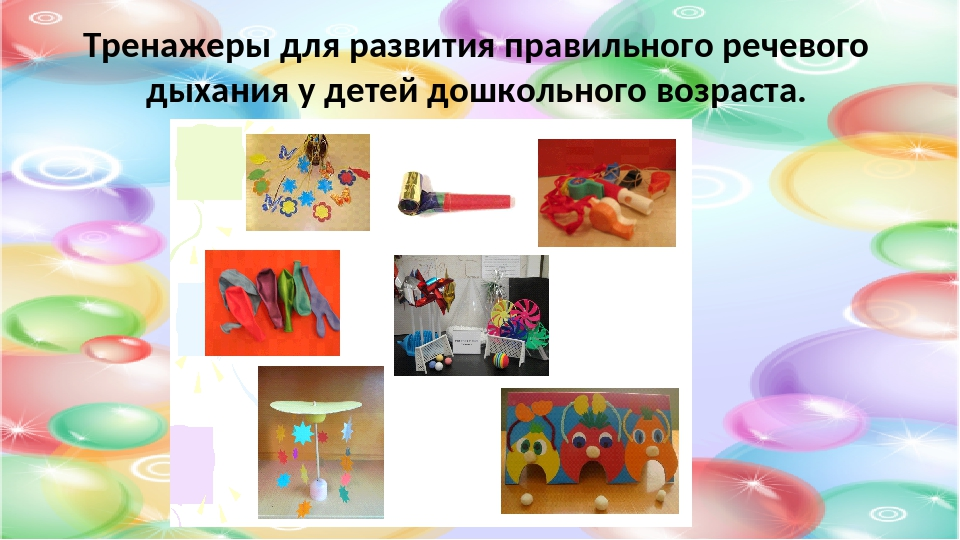 Тренажеры для развития правильного речевого
дыхания у детей дошкольного возраста.